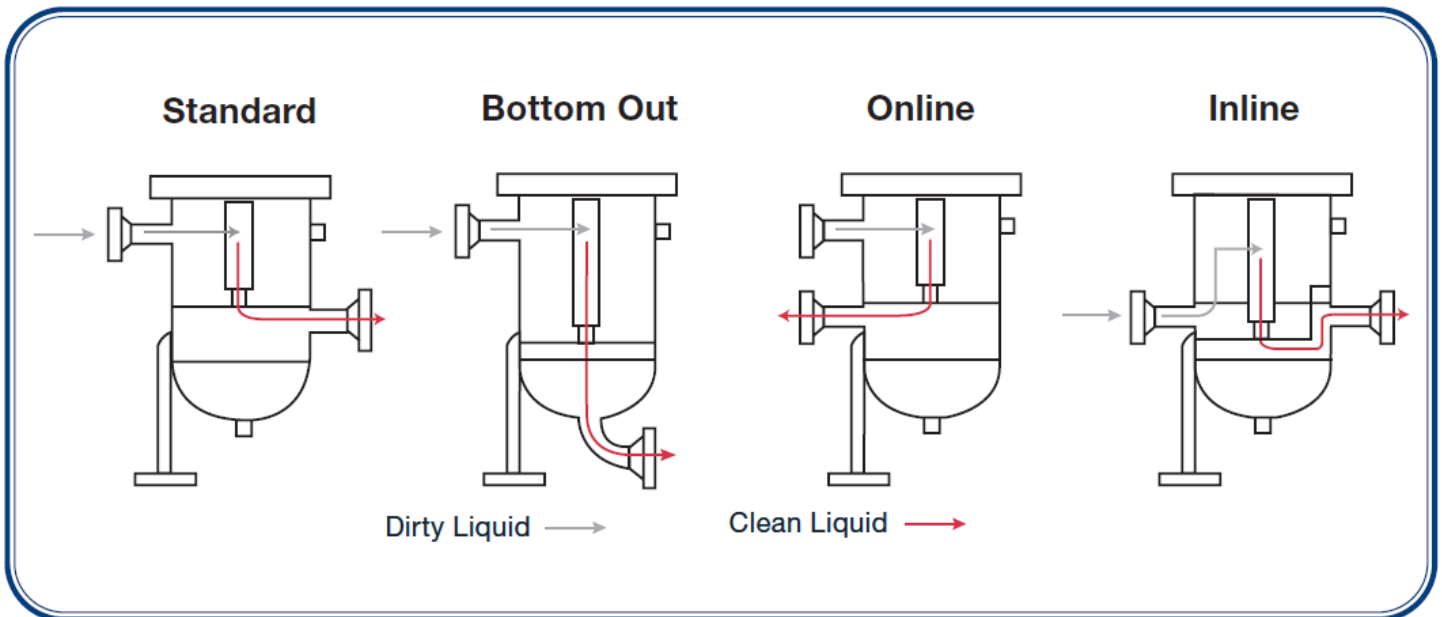 Standard
Bottom Out
Online
Inline
Dirty Liquid
Clean Liquid